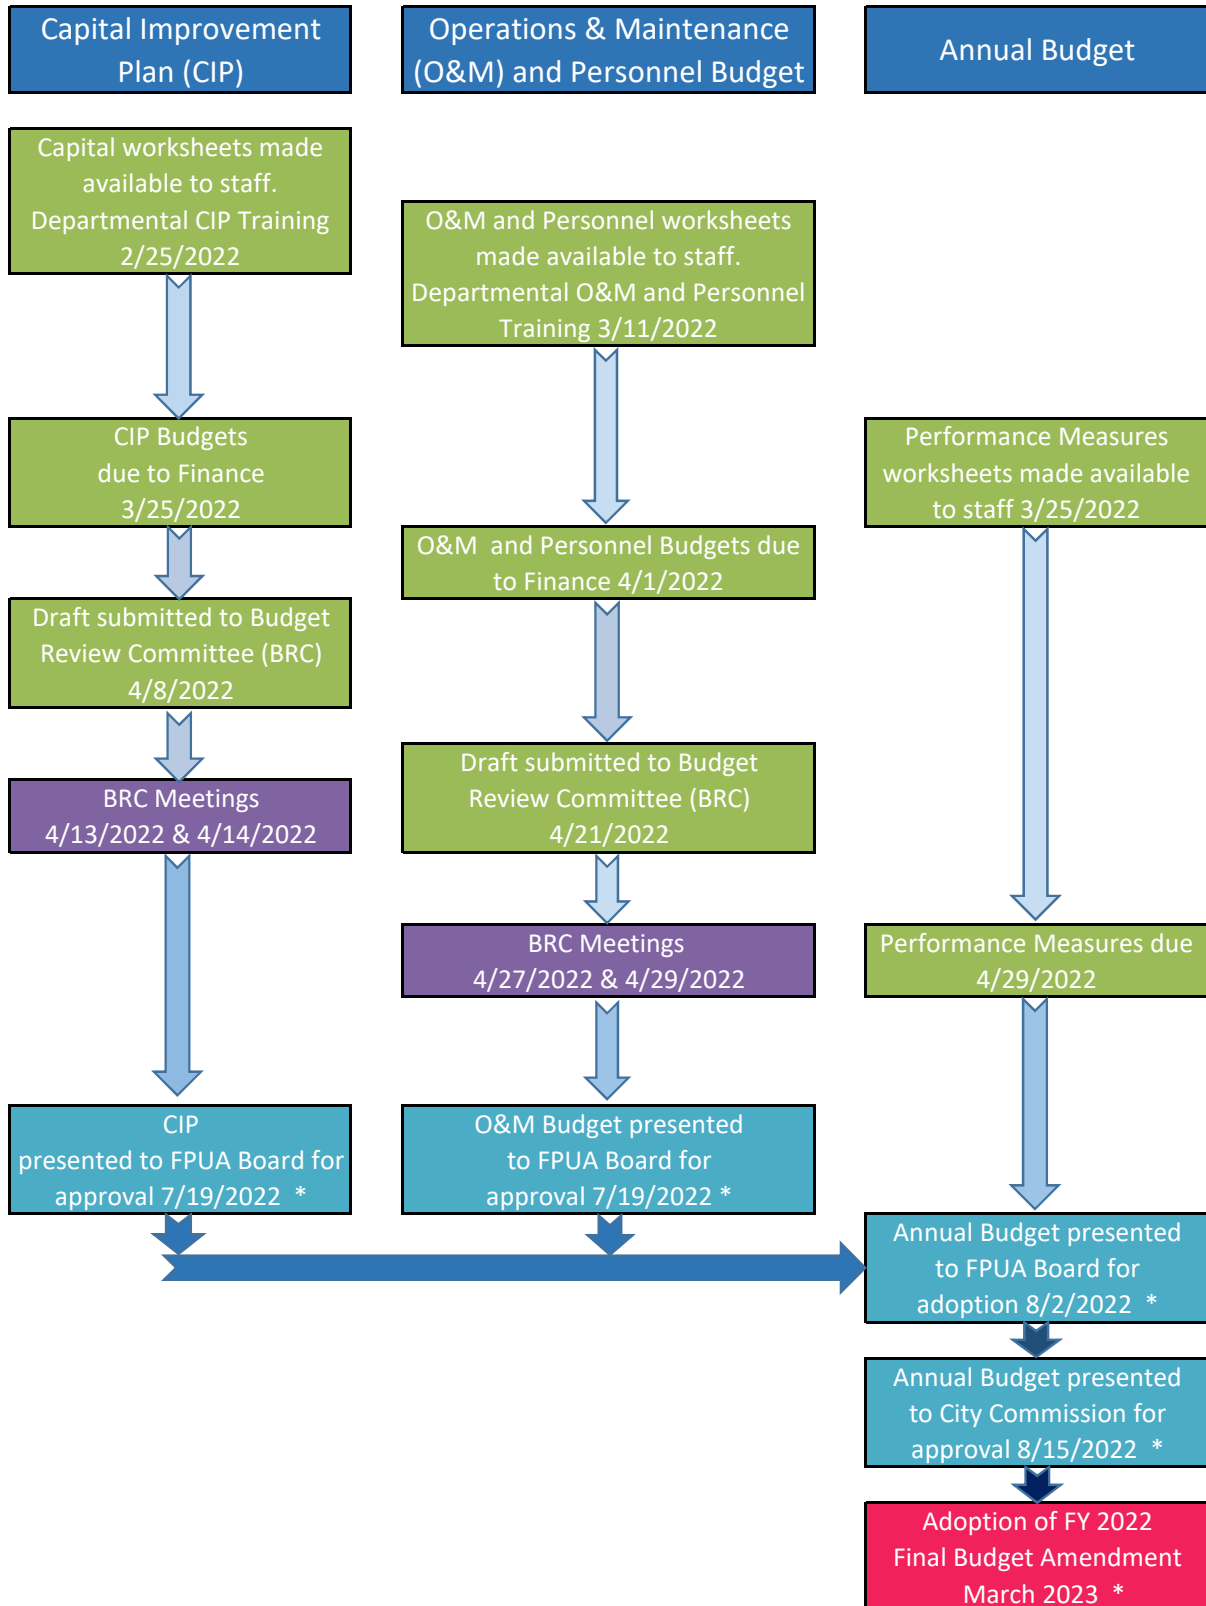 Capital Improvement
Plan (CIP)
Operations & Maintenance
(O&M) and Personnel Budget
Annual Budget
Capital worksheets made
available to staff.
Departmental CIP Training
2/25/2022
O&M and Personnel worksheets
made available to staff.
Departmental O&M and Personnel
Training 3/11/2022
CIP Budgets
due to Finance
3/25/2022
Performance Measures
worksheets made available
to staff 3/25/2022
O&M  and Personnel Budgets due
to Finance 4/1/2022
Draft submitted to Budget
Review Committee (BRC)
4/8/2022
Draft submitted to Budget
Review Committee (BRC)
4/21/2022
BRC Meetings
4/13/2022 & 4/14/2022
BRC Meetings
4/27/2022 & 4/29/2022
Performance Measures due
4/29/2022
CIP
presented to FPUA Board for
approval 7/19/2022  *
O&M Budget presented
to FPUA Board for
approval 7/19/2022 *
Annual Budget presented
to FPUA Board for
adoption 8/2/2022  *
Annual Budget presented
to City Commission for
approval 8/15/2022  *
Adoption of FY 2022
Final Budget Amendment
March 2023  *